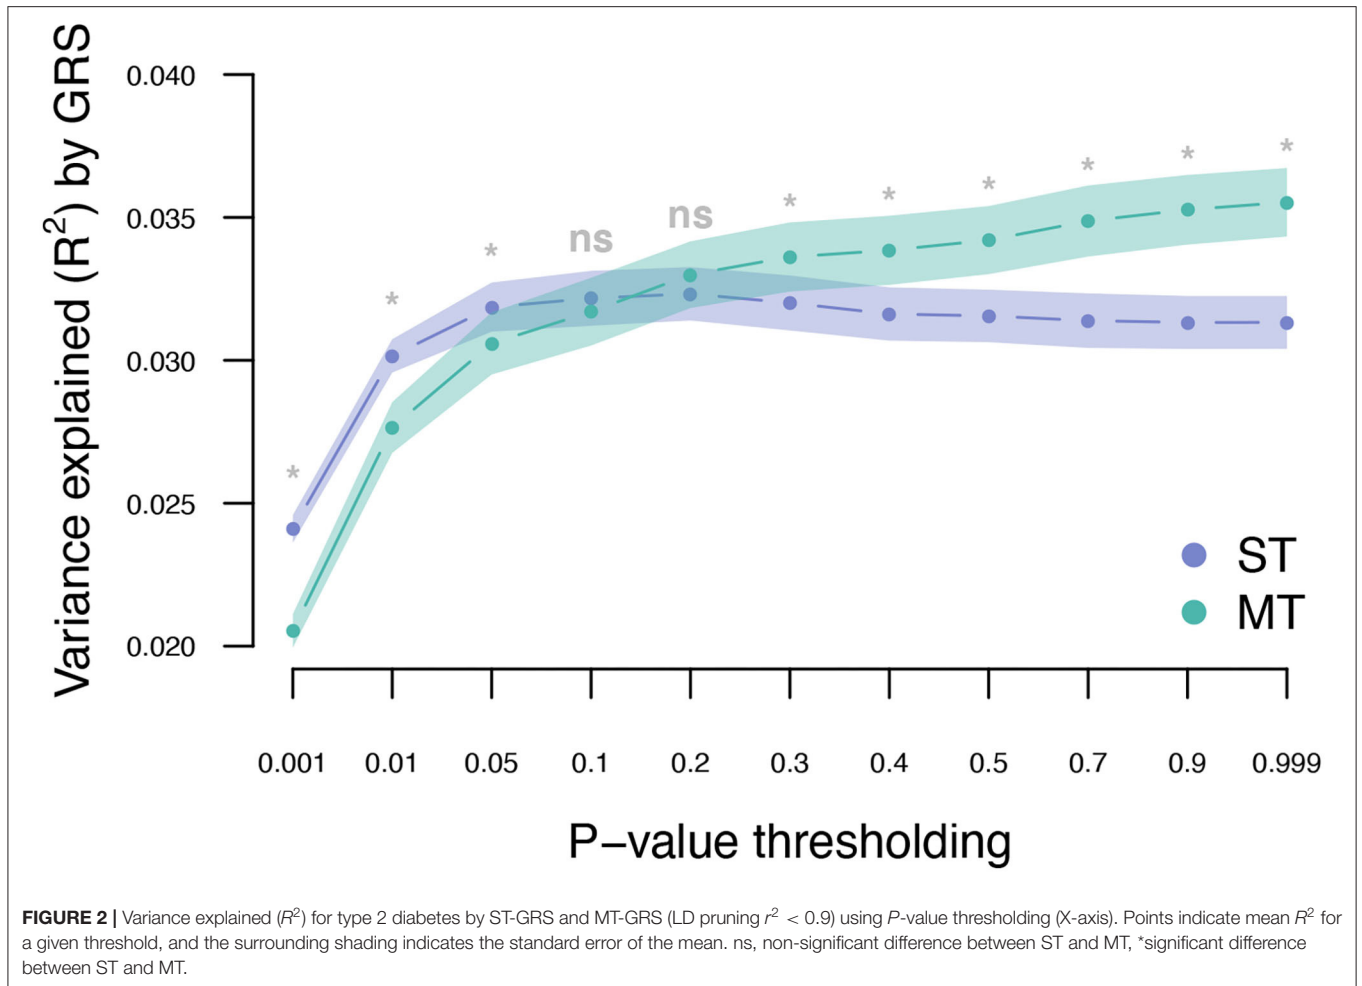 Variance explained (R²) by GRS
0.040
0.035
0.030
0.025
0.020
* * * ns ns * * * * * *
ST
MT
0.001 0.01 0.05 0.1 0.2 0.3 0.4 0.5 0.7 0.9 0.999
P−value thresholding
FIGURE 2 | Variance explained (R²) for type 2 diabetes by ST-GRS and MT-GRS (LD pruning r² < 0.9) using P-value thresholding (X-axis). Points indicate mean R² for
a given threshold, and the surrounding shading indicates the standard error of the mean. ns, non-significant difference between ST and MT, *significant difference
between ST and MT.